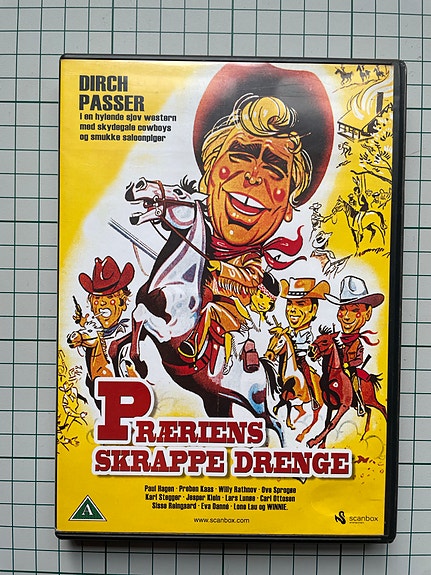 DIRCH
PASSER
I en hylende sjov western
med skydegale cowboys
og smukke saloonpiger
PRÆRIENS
SKRAPPE DRENGE
Paul Hagen · Preben Kaas · Willy Rathnov · Ove Sprogøe
Karl Stegger · Jesper Klein · Lars Lunøe · Carl Ottosen
Sisse Reingaard · Eva Danné · Lone Lau og WINNIE.
A
www.scanbox.com
scanbox